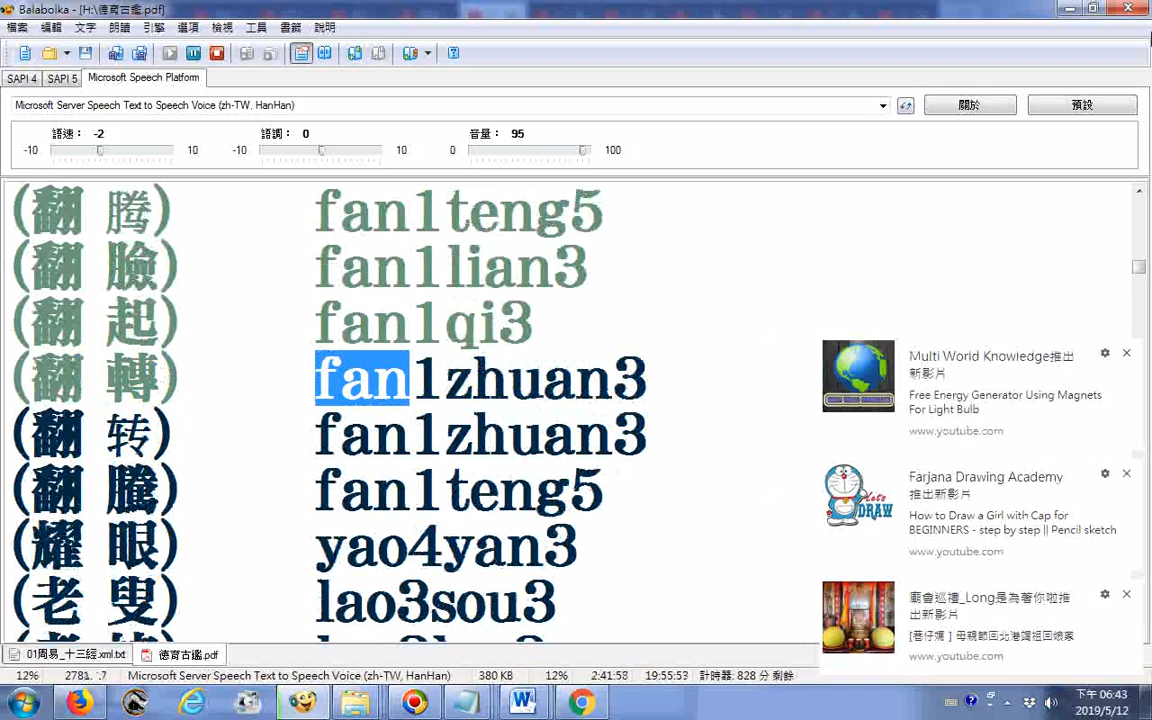 Balabolka - [H:\德育古鑑.pdf]
檔案 編輯 文字 朗讀 引擎 選項 檢視 工具 書籤 說明
SAPI 4 SAPI 5 Microsoft Speech Platform
Microsoft Server Speech Text to Speech Voice (zh-TW, HanHan) 關於 預設
語速： -2 語調： 0 音量： 95
-10 10 -10 10 0 100
(翻 腾) fan1teng5
(翻 臉) fan1lian3
(翻 起) fan1qi3
(翻 轉) fan1zhuan3
(翻 转) fan1zhuan3
(翻 騰) fan1teng5
(耀 眼) yao4yan3
(老 叟) lao3sou3
Multi World Knowledge推出
新影片
Free Energy Generator Using Magnets
For Light Bulb
www.youtube.com
Farjana Drawing Academy
推出新影片
How to Draw a Girl with Cap for
BEGINNERS - step by step || Pencil sketch
www.youtube.com
Let's
DRAW
廟會巡禮_Long是為著你啦推
出新影片
www.youtube.com
01周易_十三經.xml.txt 德育古鑑.pdf
12% Microsoft Server Speech Text to Speech Voice (zh-TW, HanHan) 380 KB 12% 2:41:58 19:55:53 計時器: 828 分 剩餘
下午 06:43
2019/5/12